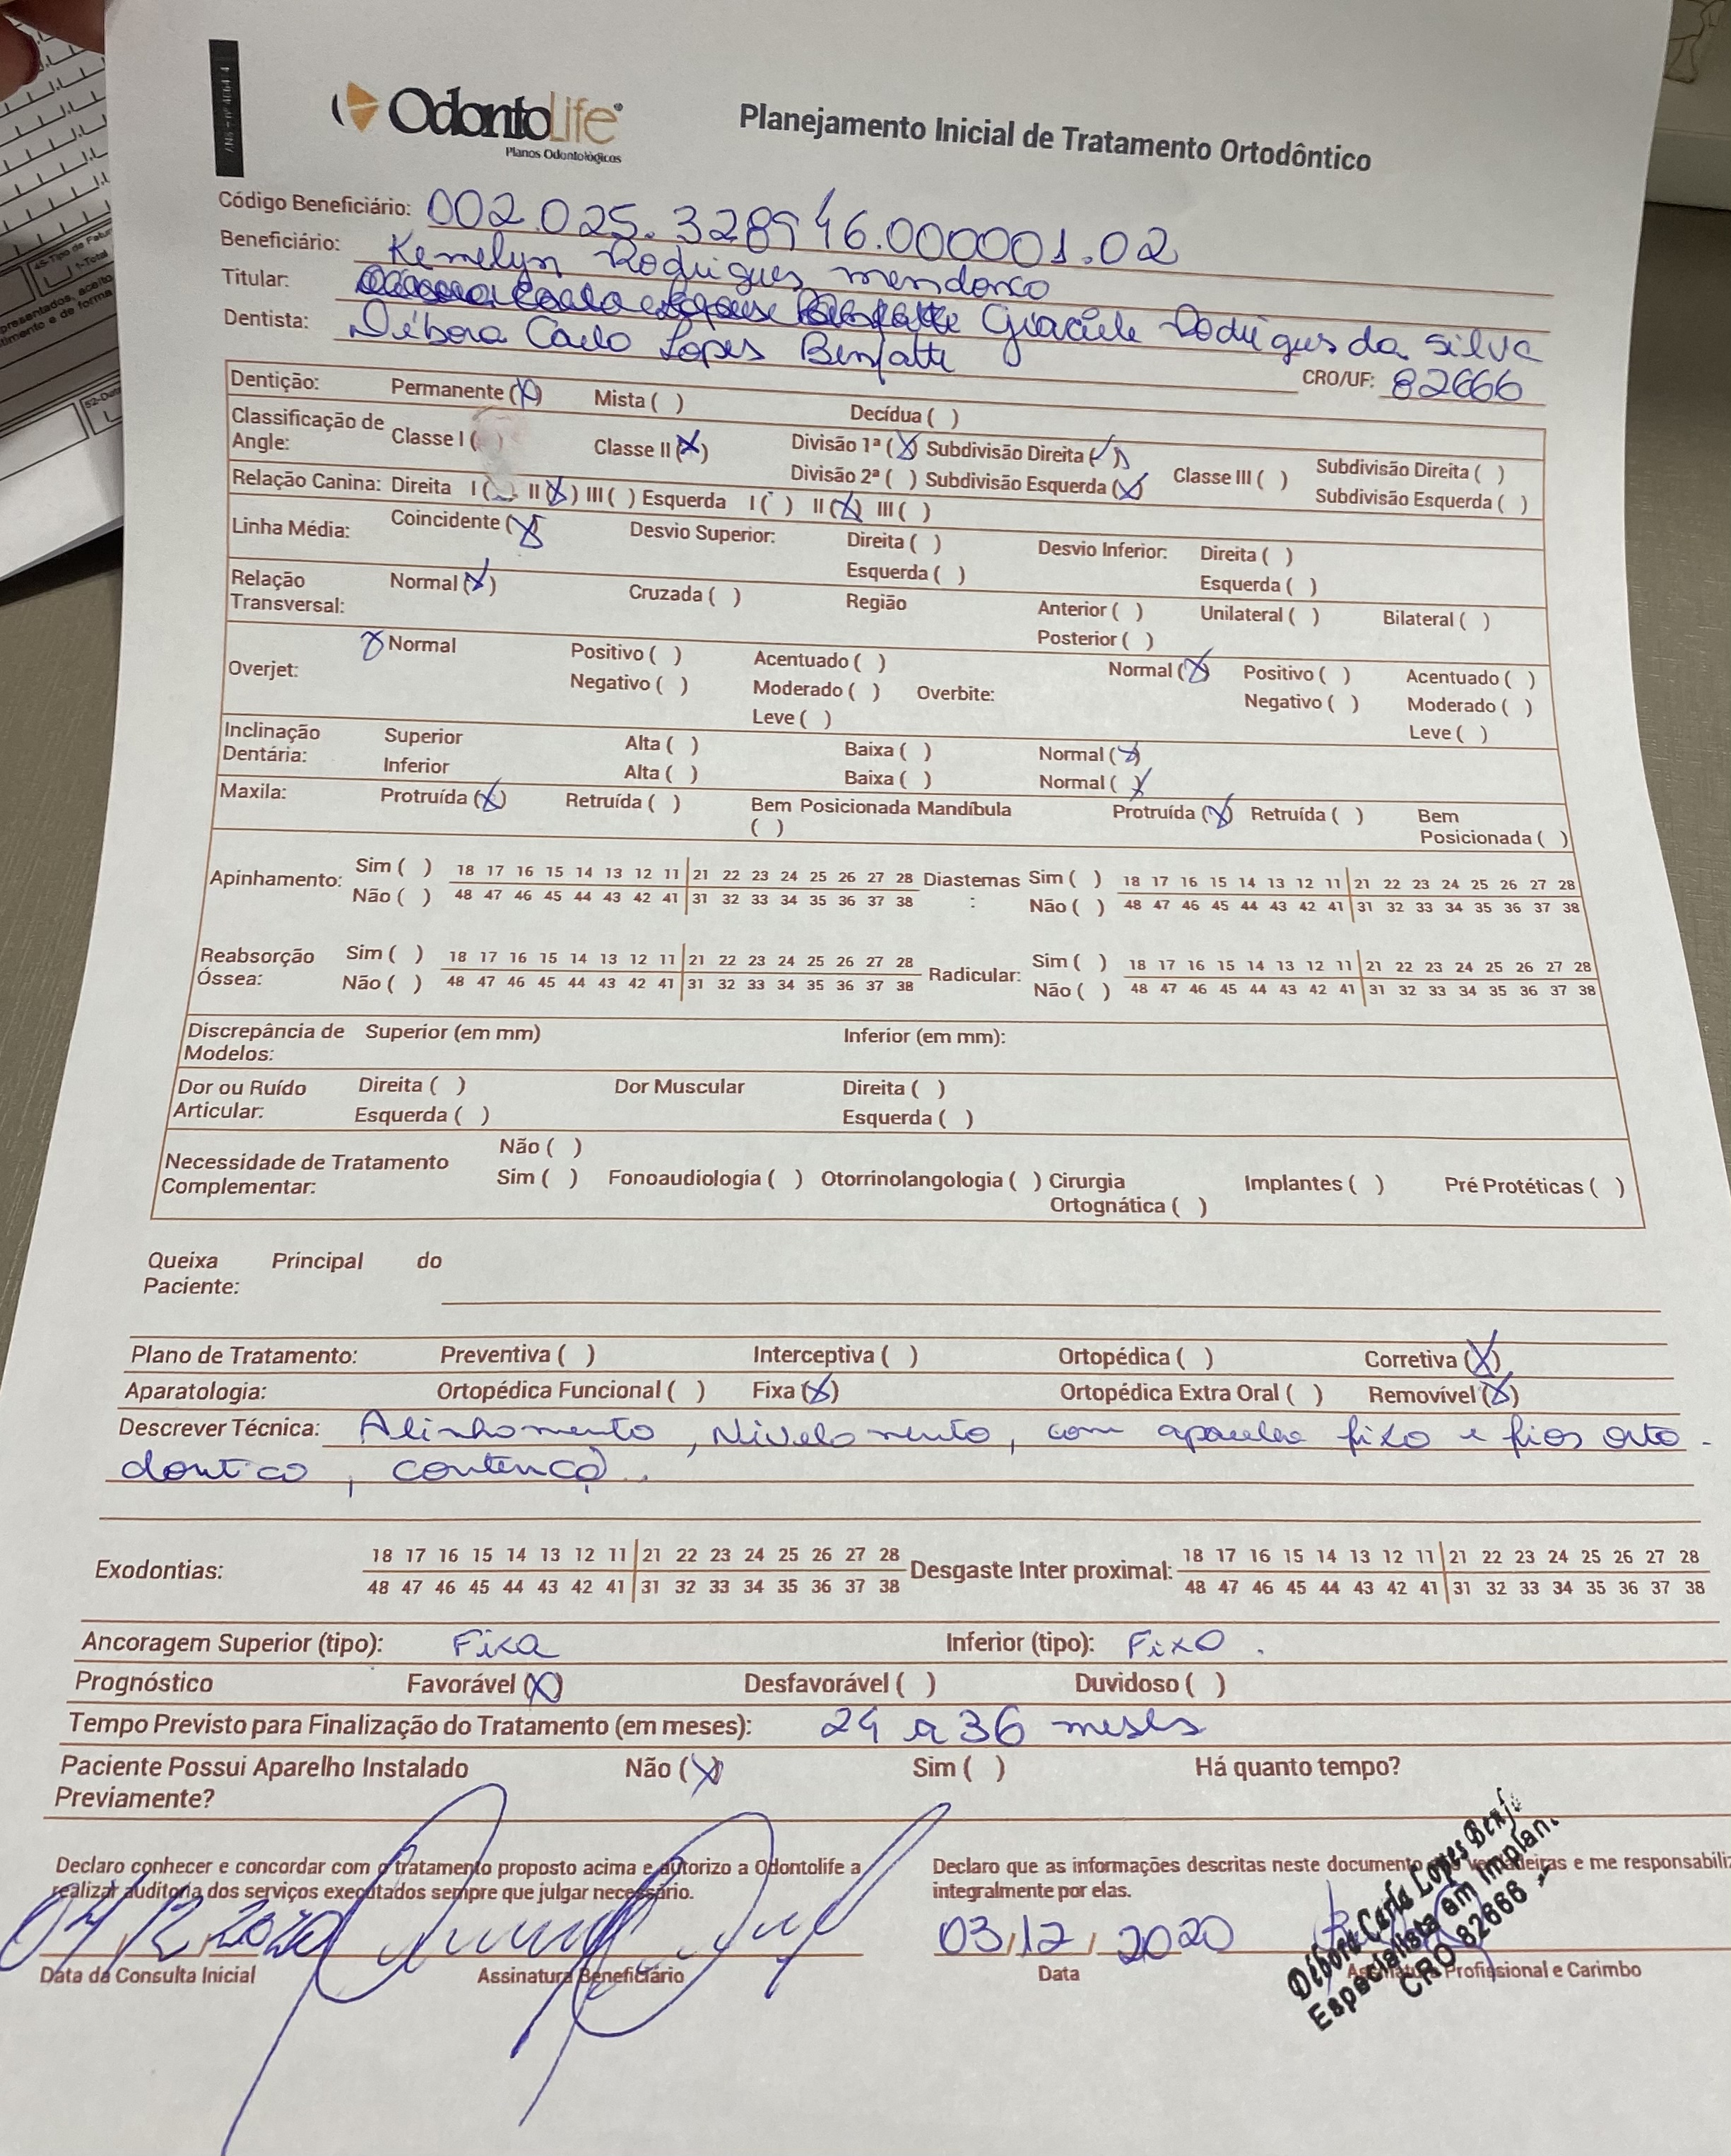 OdontoLife
Planos Odontológicos
Planejamento Inicial de Tratamento Ortodôntico
Código Beneficiário: 002.025.328946.000001.02
Beneficiário: Kemelyn Rodrigues mendonco
Titular: Graciele Rodrigues da silva
Dentista: Débora Carlo Lopes Benfatti
CRO/UF: 82666
Dentição: Permanente (X) Mista ( ) Decídua ( )
Classificação de Angle: Classe I ( ) Classe II (X) Divisão 1ª (X) Subdivisão Direita (X) Classe III ( ) Subdivisão Direita ( )
Divisão 2ª ( ) Subdivisão Esquerda (X) Subdivisão Esquerda ( )
Relação Canina: Direita I ( ) II (X) III ( ) Esquerda I ( ) II (X) III ( )
Linha Média: Coincidente (X) Desvio Superior: Direita ( ) Desvio Inferior: Direita ( )
Esquerda ( ) Esquerda ( )
Relação Transversal: Normal (X) Cruzada ( ) Região Anterior ( ) Unilateral ( ) Bilateral ( )
Posterior ( )
Overjet: X Normal Positivo ( ) Acentuado ( ) Overbite: Normal (X) Positivo ( ) Acentuado ( )
Negativo ( ) Moderado ( ) Negativo ( ) Moderado ( )
Leve ( ) Leve ( )
Inclinação Dentária: Superior Alta ( ) Baixa ( ) Normal (X)
Inferior Alta ( ) Baixa ( ) Normal (X)
Maxila: Protruída (X) Retruída ( ) Bem Posicionada ( ) Mandíbula Protruída (X) Retruída ( ) Bem Posicionada ( )
Apinhamento: Sim ( ) 18 17 16 15 14 13 12 11 21 22 23 24 25 26 27 28 Diastemas: Sim ( ) 18 17 16 15 14 13 12 11 21 22 23 24 25 26 27 28
Não ( ) 48 47 46 45 44 43 42 41 31 32 33 34 35 36 37 38 Não ( ) 48 47 46 45 44 43 42 41 31 32 33 34 35 36 37 38
Reabsorção Óssea: Sim ( ) 18 17 16 15 14 13 12 11 21 22 23 24 25 26 27 28 Radicular: Sim ( ) 18 17 16 15 14 13 12 11 21 22 23 24 25 26 27 28
Não ( ) 48 47 46 45 44 43 42 41 31 32 33 34 35 36 37 38 Não ( ) 48 47 46 45 44 43 42 41 31 32 33 34 35 36 37 38
Discrepância de Modelos: Superior (em mm) Inferior (em mm):
Dor ou Ruído Articular: Direita ( ) Dor Muscular Direita ( )
Esquerda ( ) Esquerda ( )
Necessidade de Tratamento Complementar: Não ( )
Sim ( ) Fonoaudiologia ( ) Otorrinolangologia ( ) Cirurgia Ortognática ( ) Implantes ( ) Pré Protéticas ( )
Queixa Principal do Paciente:
Plano de Tratamento: Preventiva ( ) Interceptiva ( ) Ortopédica ( ) Corretiva (X)
Aparatologia: Ortopédica Funcional ( ) Fixa (X) Ortopédica Extra Oral ( ) Removível (X)
Descrever Técnica: Alinhamento, Nivelamento, com aparelho fixo e fios orto-
dontico, contenção.
Exodontias: 18 17 16 15 14 13 12 11 21 22 23 24 25 26 27 28 Desgaste Inter proximal: 18 17 16 15 14 13 12 11 21 22 23 24 25 26 27 28
48 47 46 45 44 43 42 41 31 32 33 34 35 36 37 38 48 47 46 45 44 43 42 41 31 32 33 34 35 36 37 38
Ancoragem Superior (tipo): Fixa Inferior (tipo): Fixo.
Prognóstico Favorável (X) Desfavorável ( ) Duvidoso ( )
Tempo Previsto para Finalização do Tratamento (em meses): 24 a 36 meses
Paciente Possui Aparelho Instalado Previamente? Não (X) Sim ( ) Há quanto tempo?
Declaro conhecer e concordar com o tratamento proposto acima e autorizo a Odontolife a
realizar auditoria dos serviços executados sempre que julgar necessário.
Declaro que as informações descritas neste documento verdadeiras e me responsabiliz
integralmente por elas.
12 2020
03/12/2020
Data da Consulta Inicial Assinatura Beneficiário Data Assinatura Profissional e Carimbo
Débora Carla Lopes Benf
Especialista em Implan.
CRO 82666